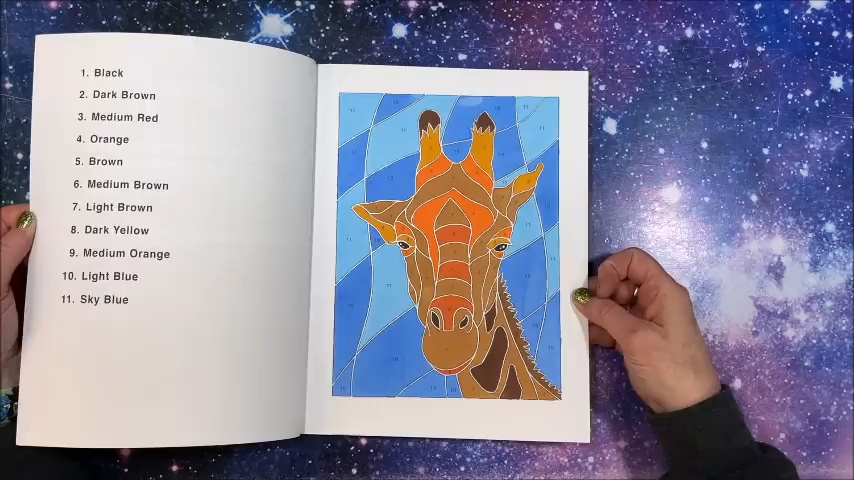 1. Black
2. Dark Brown
3. Medium Red
4. Orange
5. Brown
6. Medium Brown
7. Light Brown
8. Dark Yellow
9. Medium Orange
10. Light Blue
11. Sky Blue